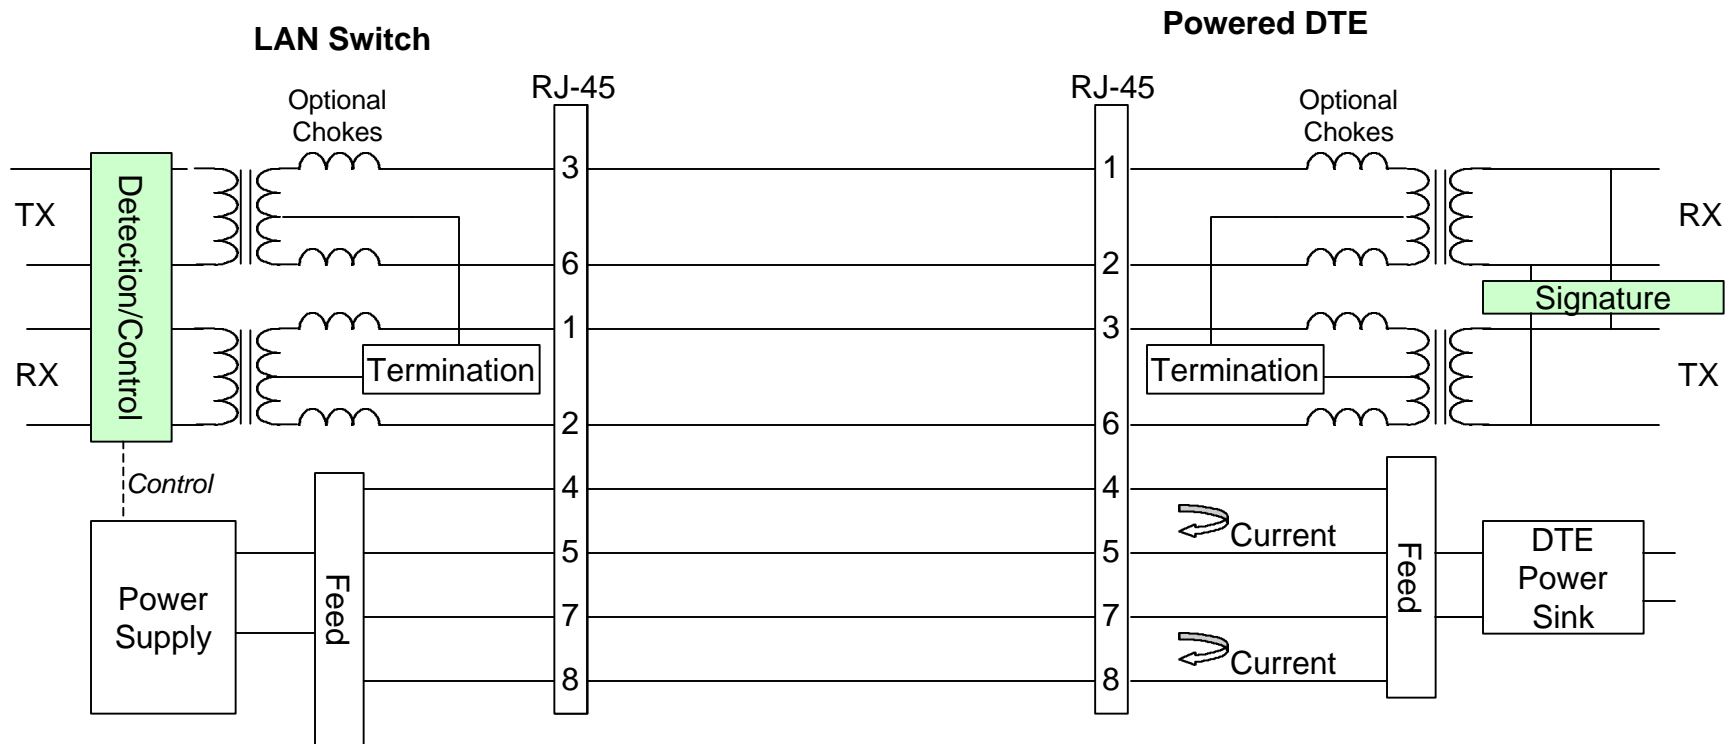 LAN Switch
Powered DTE
RJ-45
RJ-45
Optional
Chokes
Optional
Chokes
3
1
TX
Detection/Control
RX
6
2
Signature
1
3
Termination
Termination
RX
TX
2
6
Control
4
4
Current
5
5
DTE
Power
Sink
Power
Supply
Feed
Feed
7
7
Current
8
8